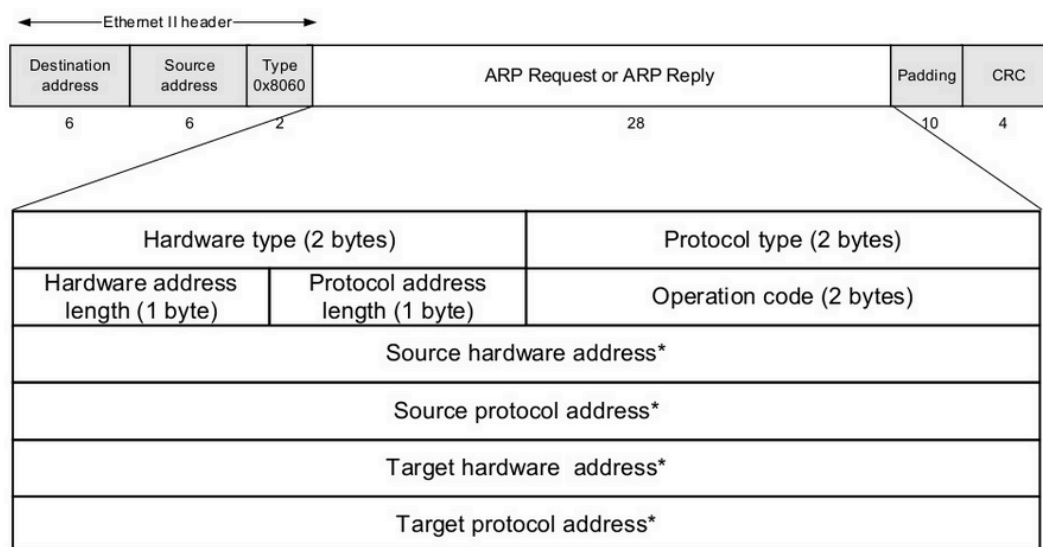 Ethernet II header
Destination
address
Source
address
Type
0x8060
ARP Request or ARP Reply
Padding
CRC
6
6
2
28
10
4
Hardware type (2 bytes)
Protocol type (2 bytes)
Hardware address
length (1 byte)
Protocol address
length (1 byte)
Operation code (2 bytes)
Source hardware address*
Source protocol address*
Target hardware address*
Target protocol address*